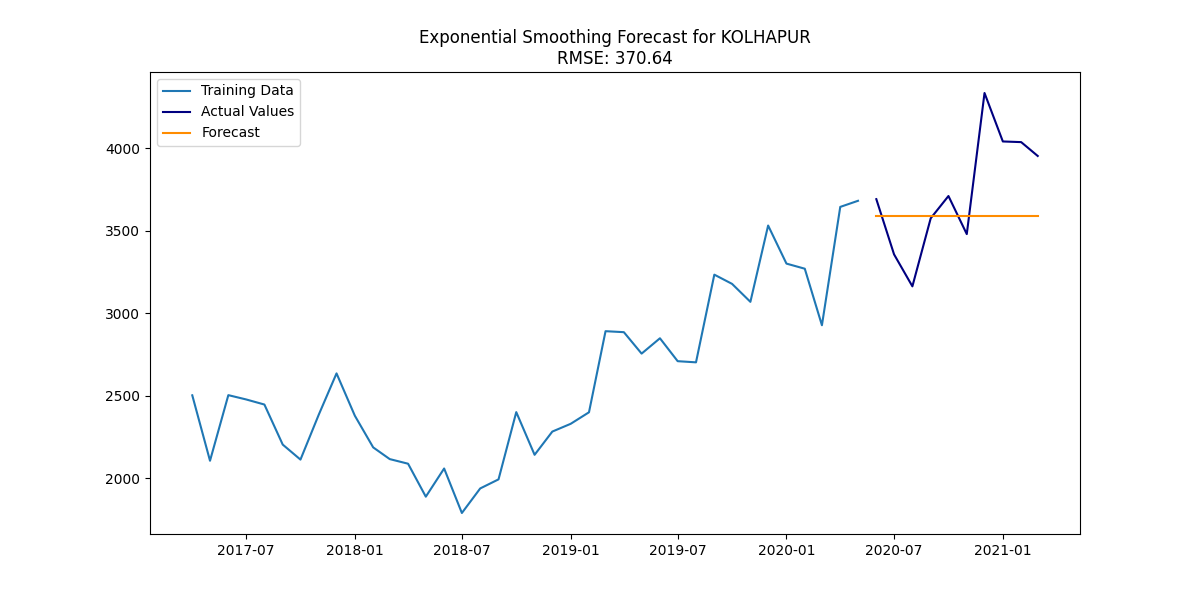 Exponential Smoothing Forecast for KOLHAPUR
RMSE: 370.64
Training Data
Actual Values
Forecast
4000
3500
3000
2500
2000
2017-07
2018-01
2018-07
2019-01
2019-07
2020-01
2020-07
2021-01